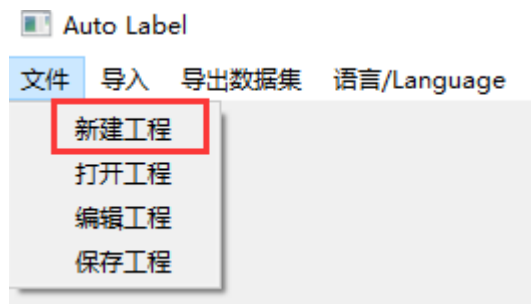 Auto Label
文件 导入 导出数据集 语言/Language
新建工程
打开工程
编辑工程
保存工程